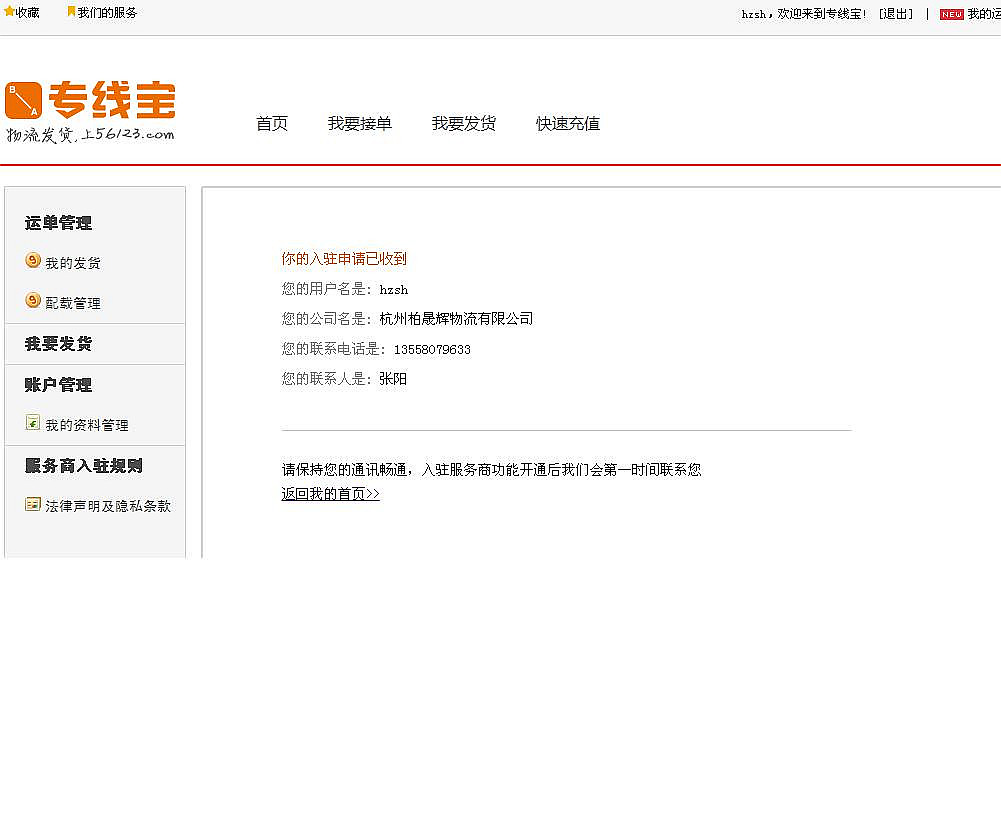 收藏 我们的服务 hzsh，欢迎来到专线宝! [退出] | NEW 我的运
B A 专线宝
物流发货,上56123.com
首页 我要接单 我要发货 快速充值
运单管理
我的发货
配载管理
我要发货
账户管理
我的资料管理
服务商入驻规则
法律声明及隐私条款
你的入驻申请已收到
您的用户名是: hzsh
您的公司名是: 杭州柏晟辉物流有限公司
您的联系电话是: 13558079633
您的联系人是: 张阳
请保持您的通讯畅通，入驻服务商功能开通后我们会第一时间联系您
返回我的首页>>